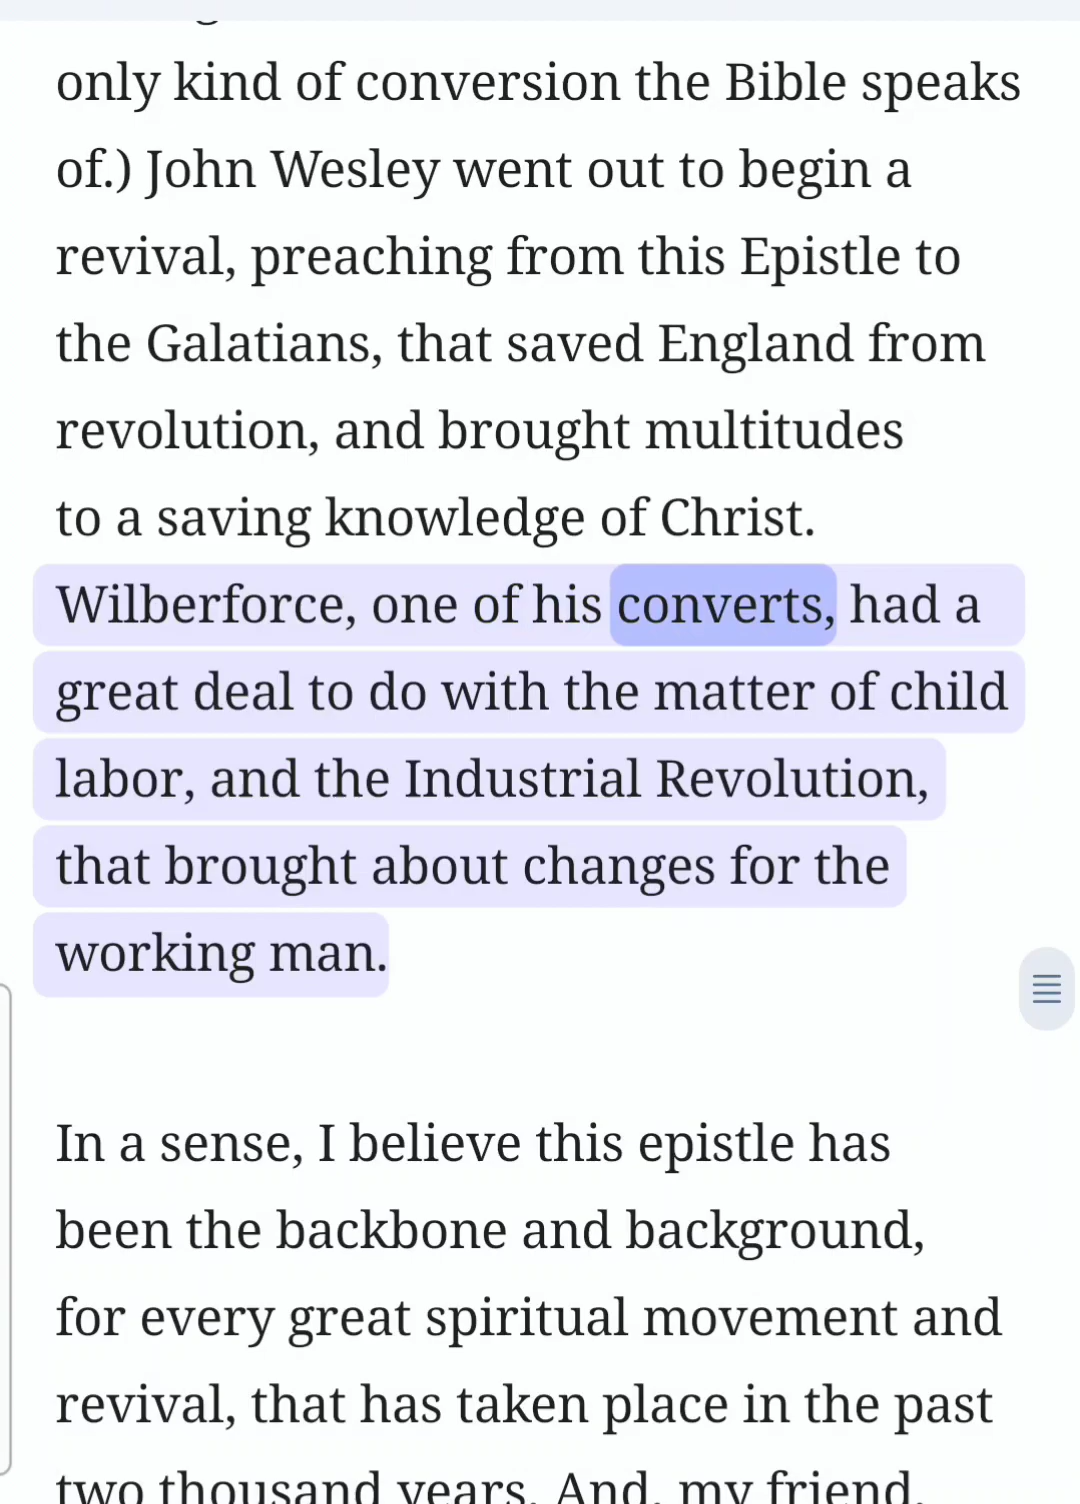 only kind of conversion the Bible speaks
of.) John Wesley went out to begin a
revival, preaching from this Epistle to
the Galatians, that saved England from
revolution, and brought multitudes
to a saving knowledge of Christ.
Wilberforce, one of his converts, had a
great deal to do with the matter of child
labor, and the Industrial Revolution,
that brought about changes for the
working man.
In a sense, I believe this epistle has
been the backbone and background,
for every great spiritual movement and
revival, that has taken place in the past
two thousand years. And, my friend,